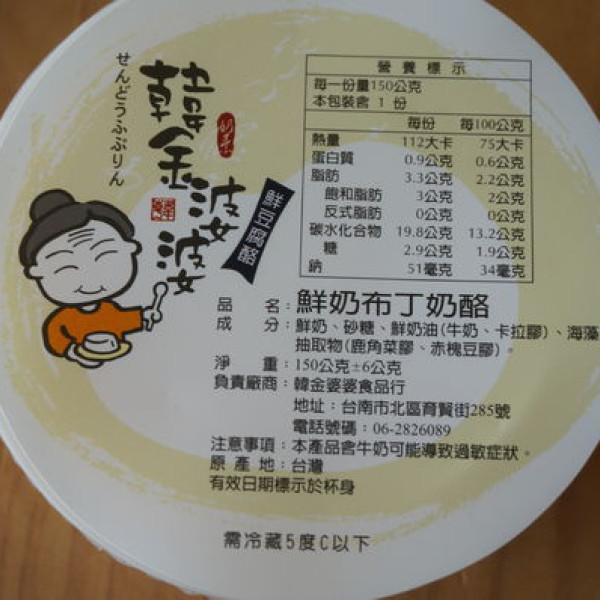 せんどうふぷりん
韓金婆婆
鮮豆腐酪
營養標示
每一份量150公克
本包裝含 1 份
每份 每100公克
熱量 112大卡 75大卡
蛋白質 0.9公克 0.6公克
脂肪 3.3公克 2.2公克
飽和脂肪 3公克 2公克
反式脂肪 0公克 0公克
碳水化合物 19.8公克 13.2公克
糖 2.9公克 1.9公克
鈉 51毫克 34毫克
品名:鮮奶布丁奶酪
成分:鮮奶、砂糖、鮮奶油(牛奶、卡拉膠)、海藻
抽取物(鹿角菜膠、赤槐豆膠)。
淨重:150公克±6公克
負責廠商:韓金婆婆食品行
地址:台南市北區育賢街285號
電話號碼:06-2826089
注意事項:本產品含牛奶可能導致過敏症狀。
原產地:台灣
有效日期標示於杯身
需冷藏5度C以下